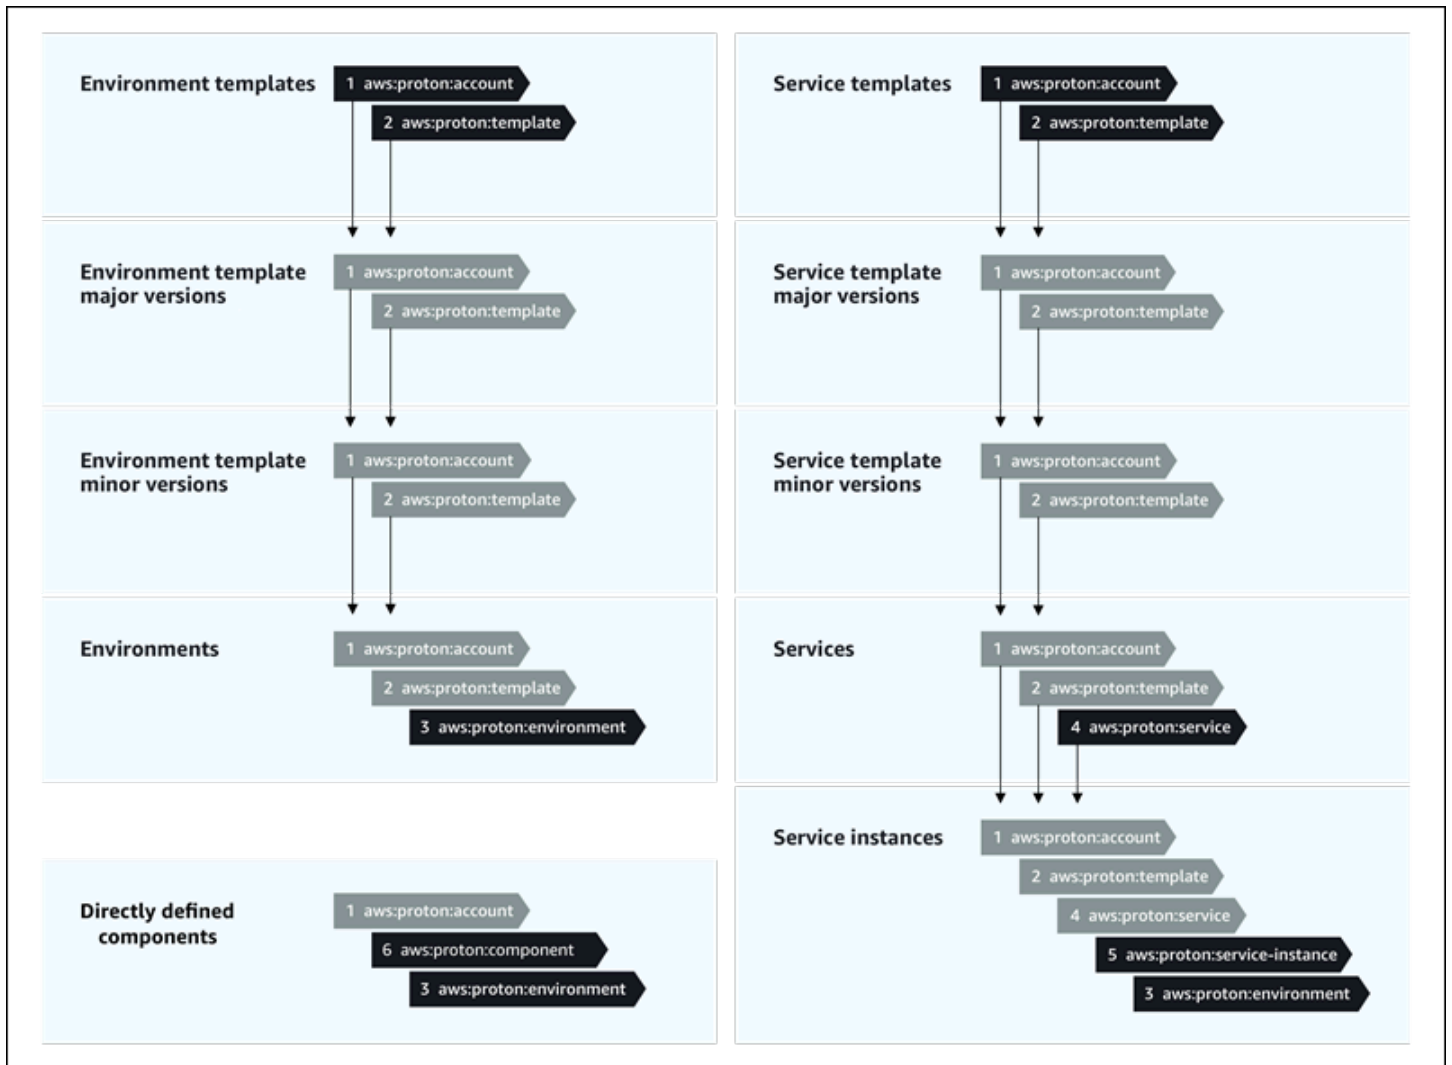 Environment templates
1 aws:proton:account
2 aws:proton:template
Environment template
major versions
1 aws:proton:account
2 aws:proton:template
Environment template
minor versions
1 aws:proton:account
2 aws:proton:template
Environments
1 aws:proton:account
2 aws:proton:template
3 aws:proton:environment
Directly defined
components
1 aws:proton:account
6 aws:proton:component
3 aws:proton:environment
Service templates
1 aws:proton:account
2 aws:proton:template
Service template
major versions
1 aws:proton:account
2 aws:proton:template
Service template
minor versions
1 aws:proton:account
2 aws:proton:template
Services
1 aws:proton:account
2 aws:proton:template
4 aws:proton:service
Service instances
1 aws:proton:account
2 aws:proton:template
4 aws:proton:service
5 aws:proton:service-instance
3 aws:proton:environment